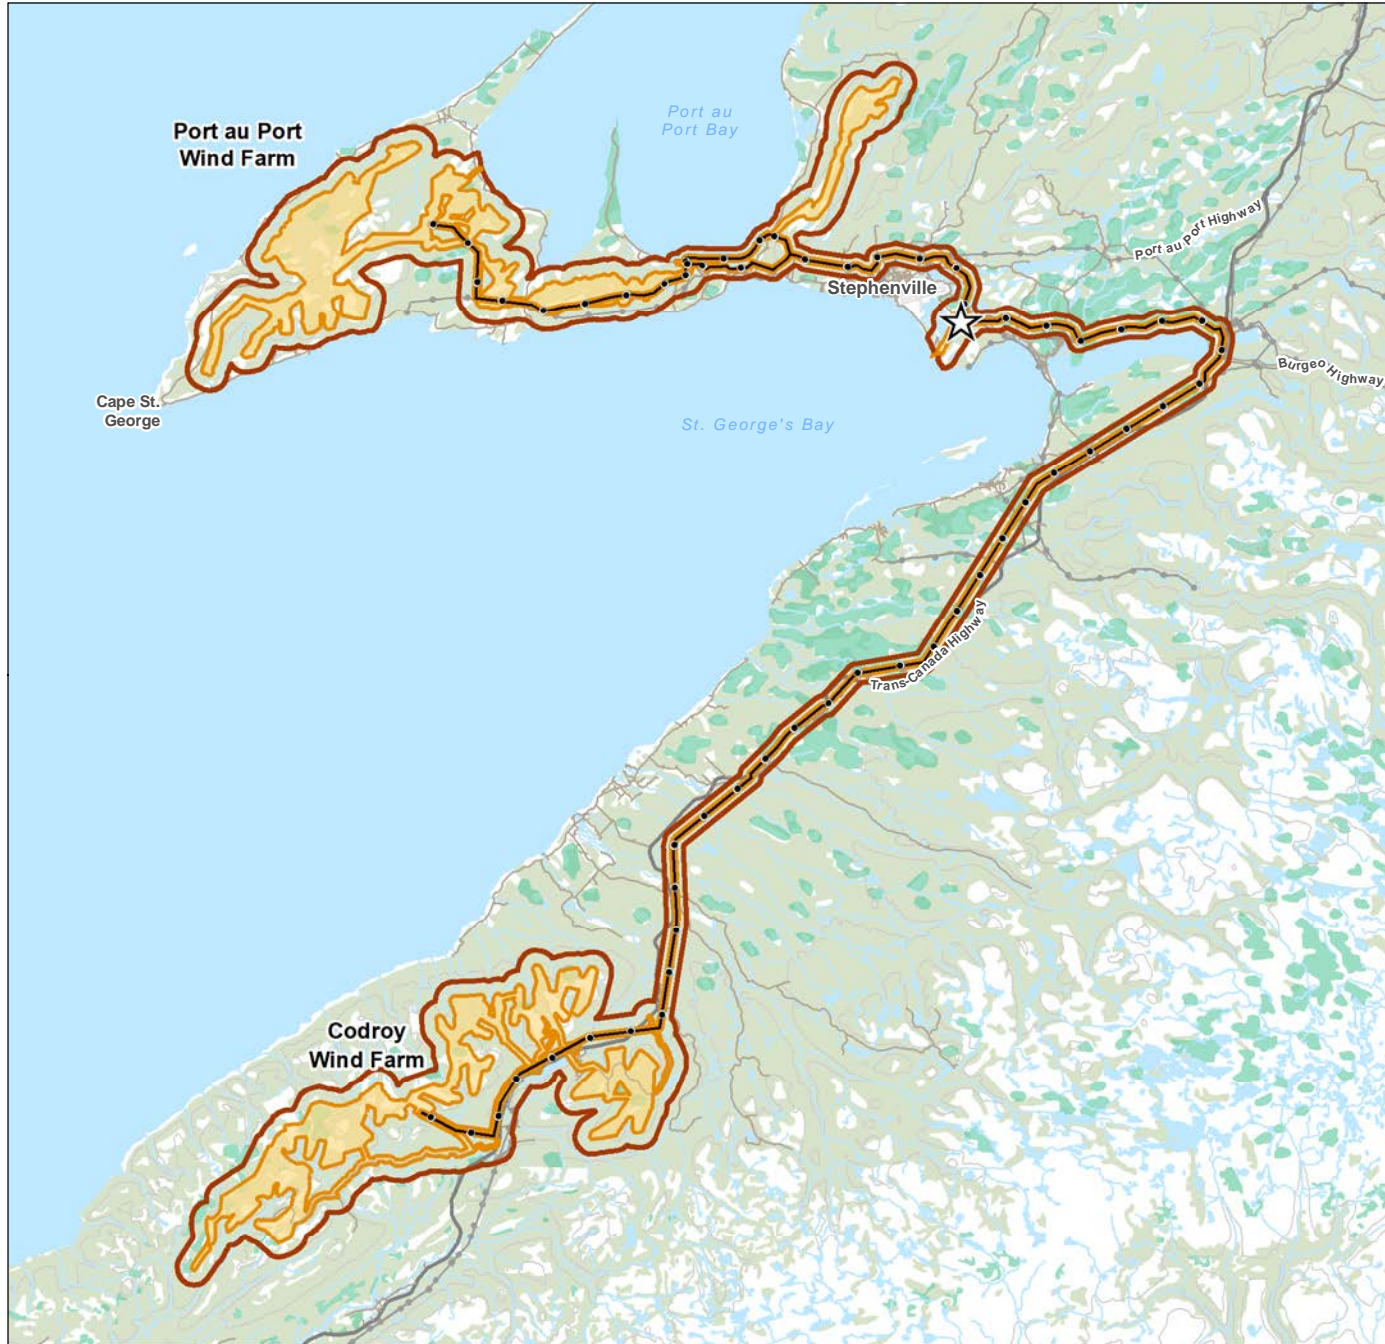 Port au
Port Bay
Port au Port
Wind Farm
Port au Port Highway
Stephenville
Burgeo Highway
Cape St.
George
St. George's Bay
Trans-Canada Highway
Codroy
Wind Farm